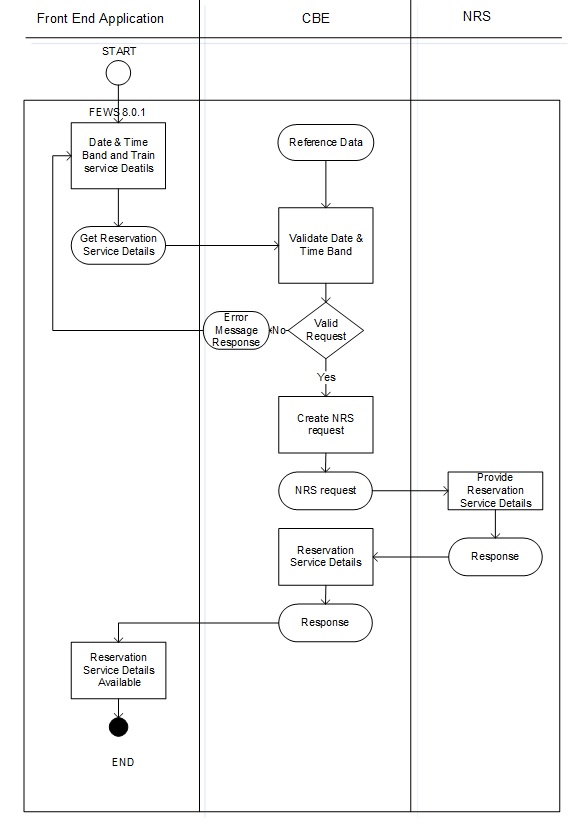 Front End Application
CBE
NRS
START
FEWS 8.0.1
Date & Time
Band and Train
service Deatils
Reference Data
Get Reservation
Service Details
Validate Date &
Time Band
Error
Message
Response
No
Valid
Request
Yes
Create NRS
request
NRS request
Provide
Reservation
Service Details
Reservation
Service Details
Response
Response
Reservation
Service Details
Available
END